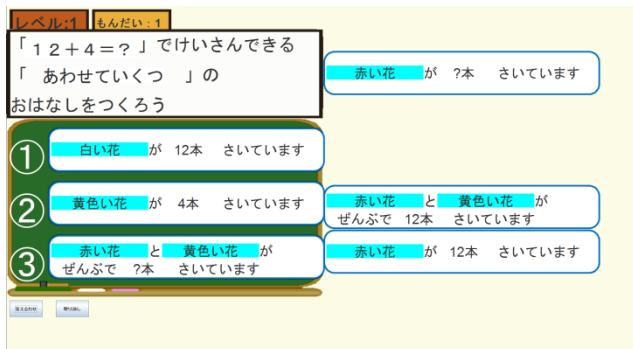 レベル:1
もんだい：1
「 12+4=? 」でけいさんできる
「 あわせていくつ 」の
おはなしをつくろう
赤い花 が ?本 さいています
① 白い花 が 12本 さいています
② 黄色い花 が 4本 さいています
赤い花 と 黄色い花 が
ぜんぶで 12本 さいています
③ 赤い花 と 黄色い花 が
ぜんぶで ?本 さいています
赤い花 が 12本 さいています